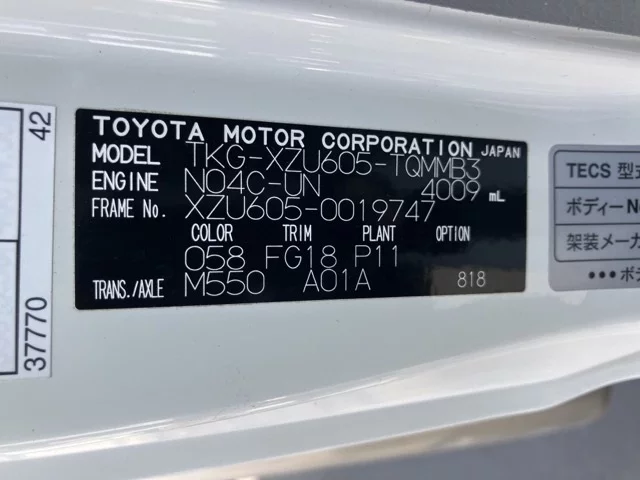 TOYOTA MOTOR CORPORATION JAPAN
MODEL TKG-XZU605-TQMMB3
ENGINE N04C-UN 4009 mL
FRAME No. XZU605-0019747
COLOR TRIM PLANT OPTION
058 FG18 P11
TRANS./AXLE M550 A01A 818
42
37770
TECS 型式
ボディーNo
架装メーカ
●●●ボデ